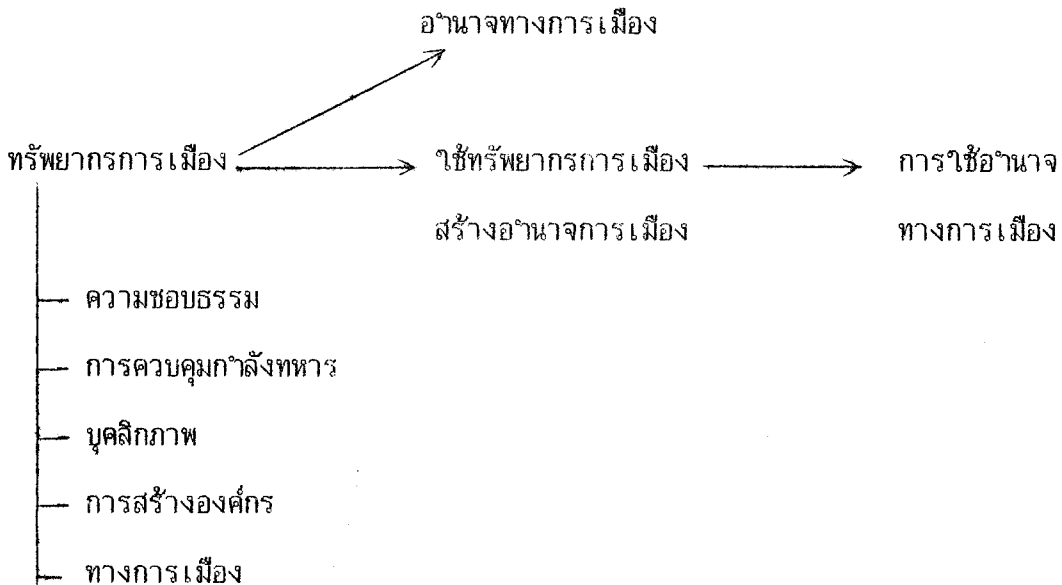 อำนาจทางการเมือง
ทรัพยากรการเมือง ใช้ทรัพยากรการเมือง การใช้อำนาจ
สร้างอำนาจการเมือง ทางการเมือง
ความชอบธรรม
การควบคุมกำลังทหาร
บุคลิกภาพ
การสร้างองค์กร
ทางการเมือง